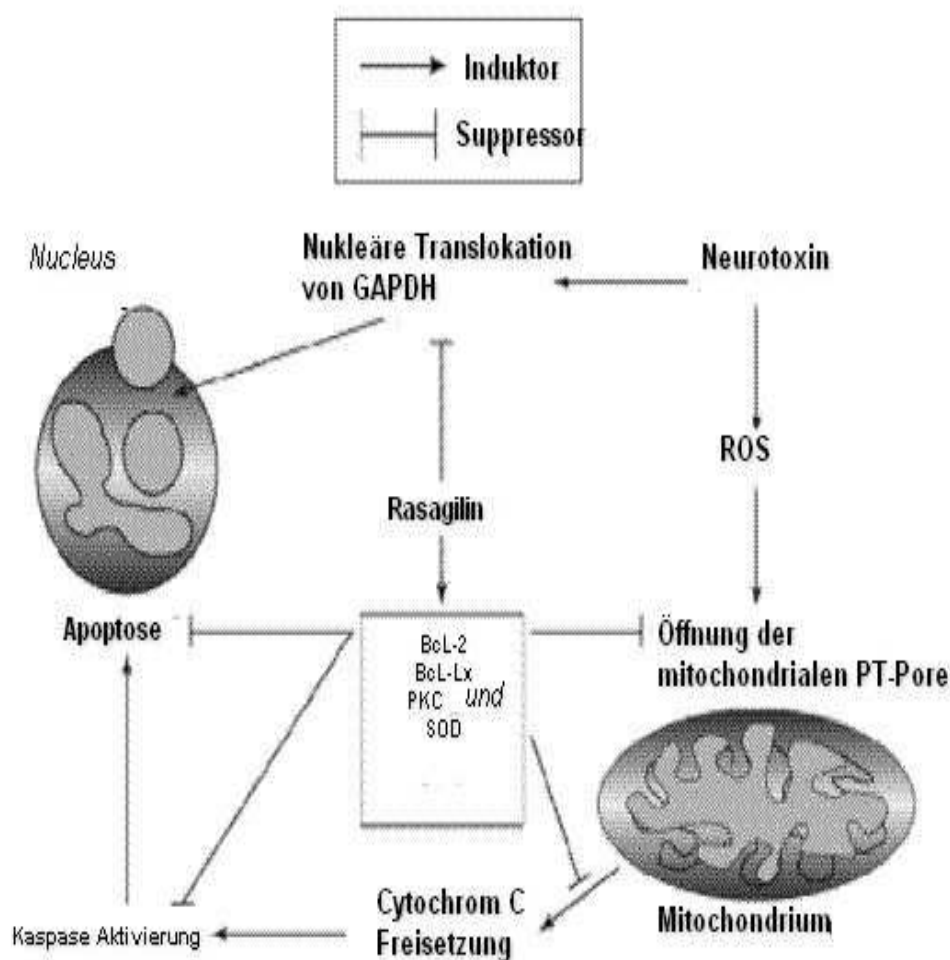 Induktor
Suppressor
Nucleus
Nukleäre Translokation
von GAPDH
Neurotoxin
ROS
Rasagilin
Apoptose
BcL-2
BcL-Lx
PKC und
SOD
Öffnung der
mitochondrialen PT-Pore
Cytochrom C
Freisetzung
Mitochondrium
Kaspase Aktivierung